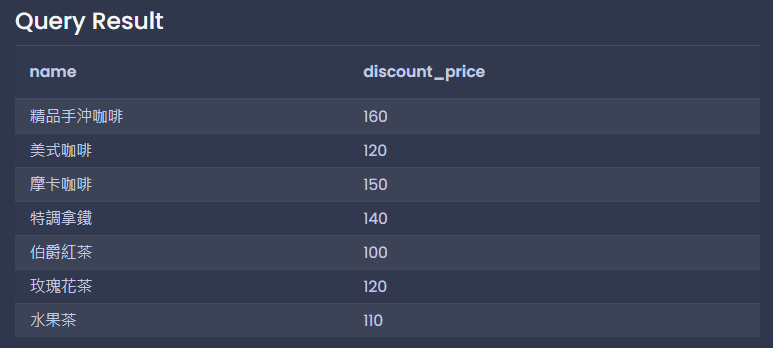 Query Result
name discount_price
精品手沖咖啡 160
美式咖啡 120
摩卡咖啡 150
特調拿鐵 140
伯爵紅茶 100
玫瑰花茶 120
水果茶 110